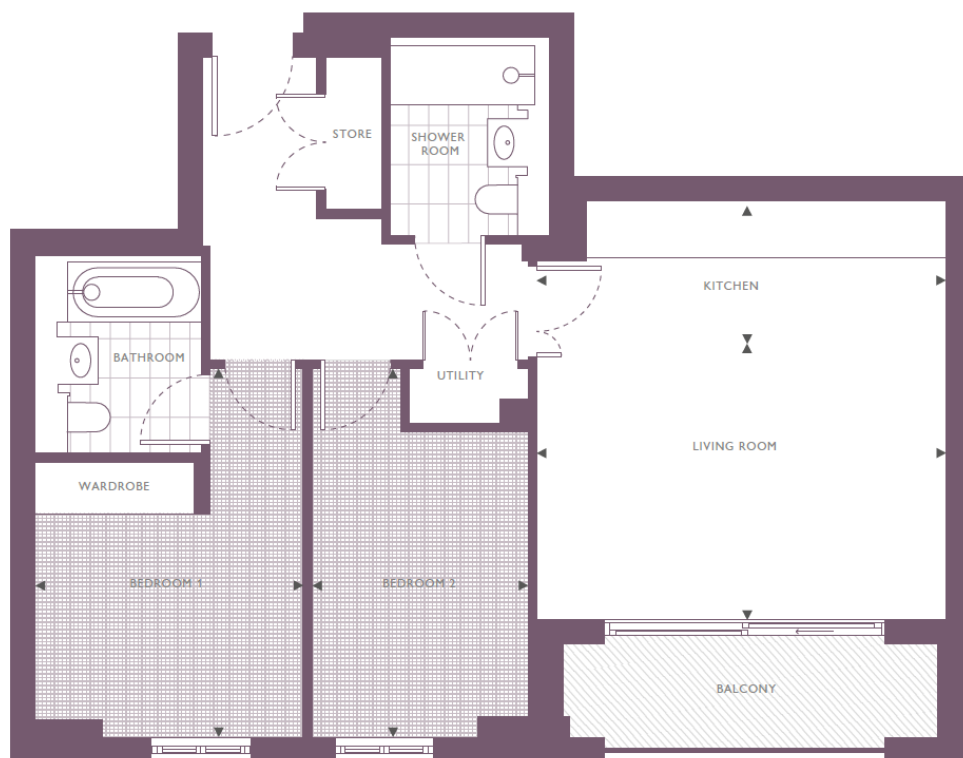 STORE
SHOWER
ROOM
KITCHEN
BATHROOM
UTILITY
LIVING ROOM
WARDROBE
BEDROOM 1
BEDROOM 2
BALCONY